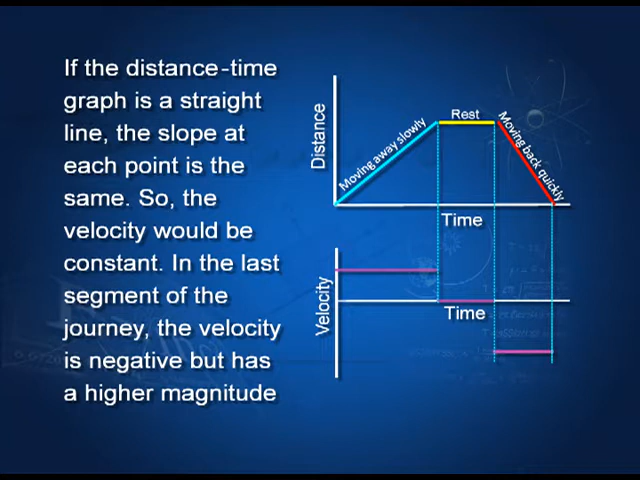 If the distance-time
graph is a straight
line, the slope at
each point is the
same. So, the
velocity would be
constant. In the last
segment of the
journey, the velocity
is negative but has
a higher magnitude
Distance
Moving away slowly
Rest
Moving back quickly
Time
Velocity
Time